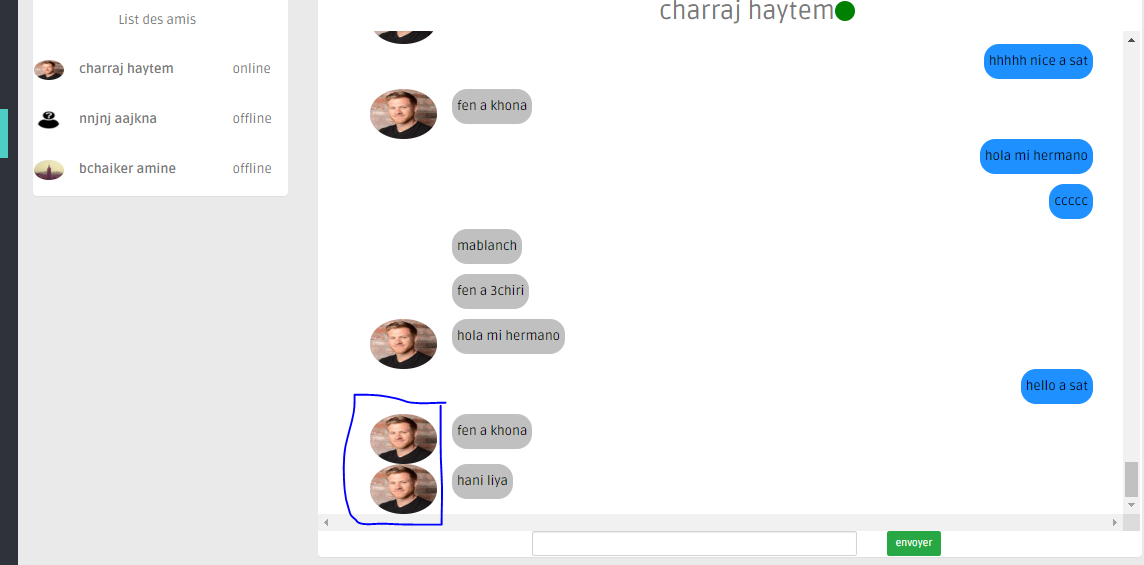 List des amis
charraj haytem online
nnjnj aajkna offline
bchaiker amine offline
charraj haytem
hhhhh nice a sat
fen a khona
hola mi hermano
ccccc
mablanch
fen a 3chiri
hola mi hermano
hello a sat
fen a khona
hani liya
envoyer